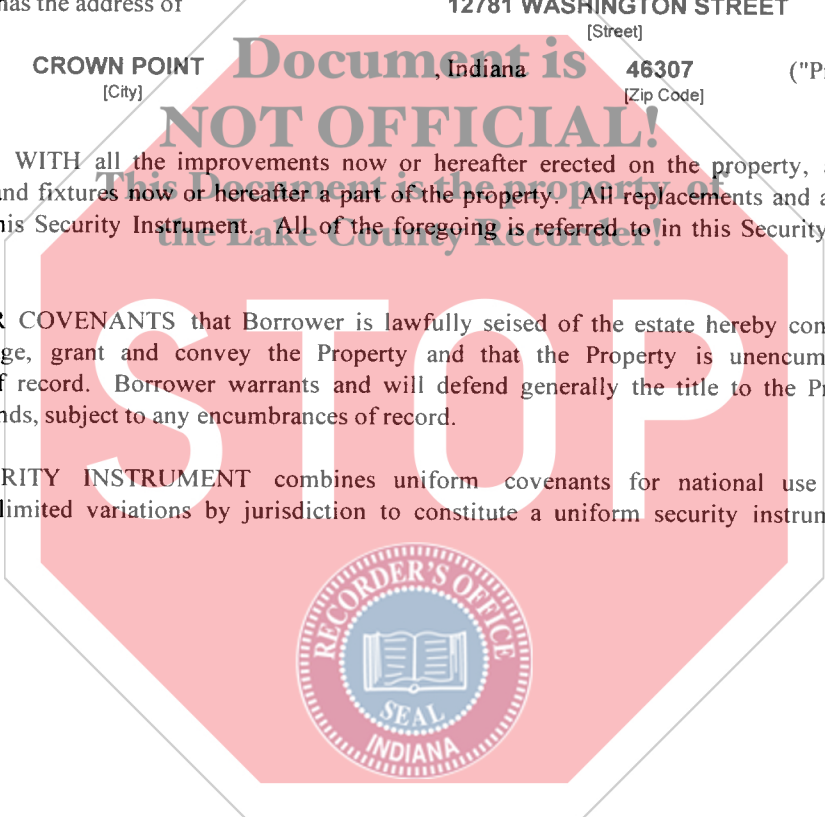 has the address of 12781 WASHINGTON STREET
[Street]
CROWN POINT , Indiana 46307 ("P
[City] [Zip Code]
Document is
NOT OFFICIAL!
This Document is the property of
the Lake County Recorder!
WITH all the improvements now or hereafter erected on the property,
and fixtures now or hereafter a part of the property. All replacements and
his Security Instrument. All of the foregoing is referred to in this Security
R COVENANTS that Borrower is lawfully seised of the estate hereby con
ge, grant and convey the Property and that the Property is unencum
f record. Borrower warrants and will defend generally the title to the P
nds, subject to any encumbrances of record.
STOP
RITY INSTRUMENT combines uniform covenants for national use
limited variations by jurisdiction to constitute a uniform security instrum
RECORDER'S OFFICE
SEAL
INDIANA